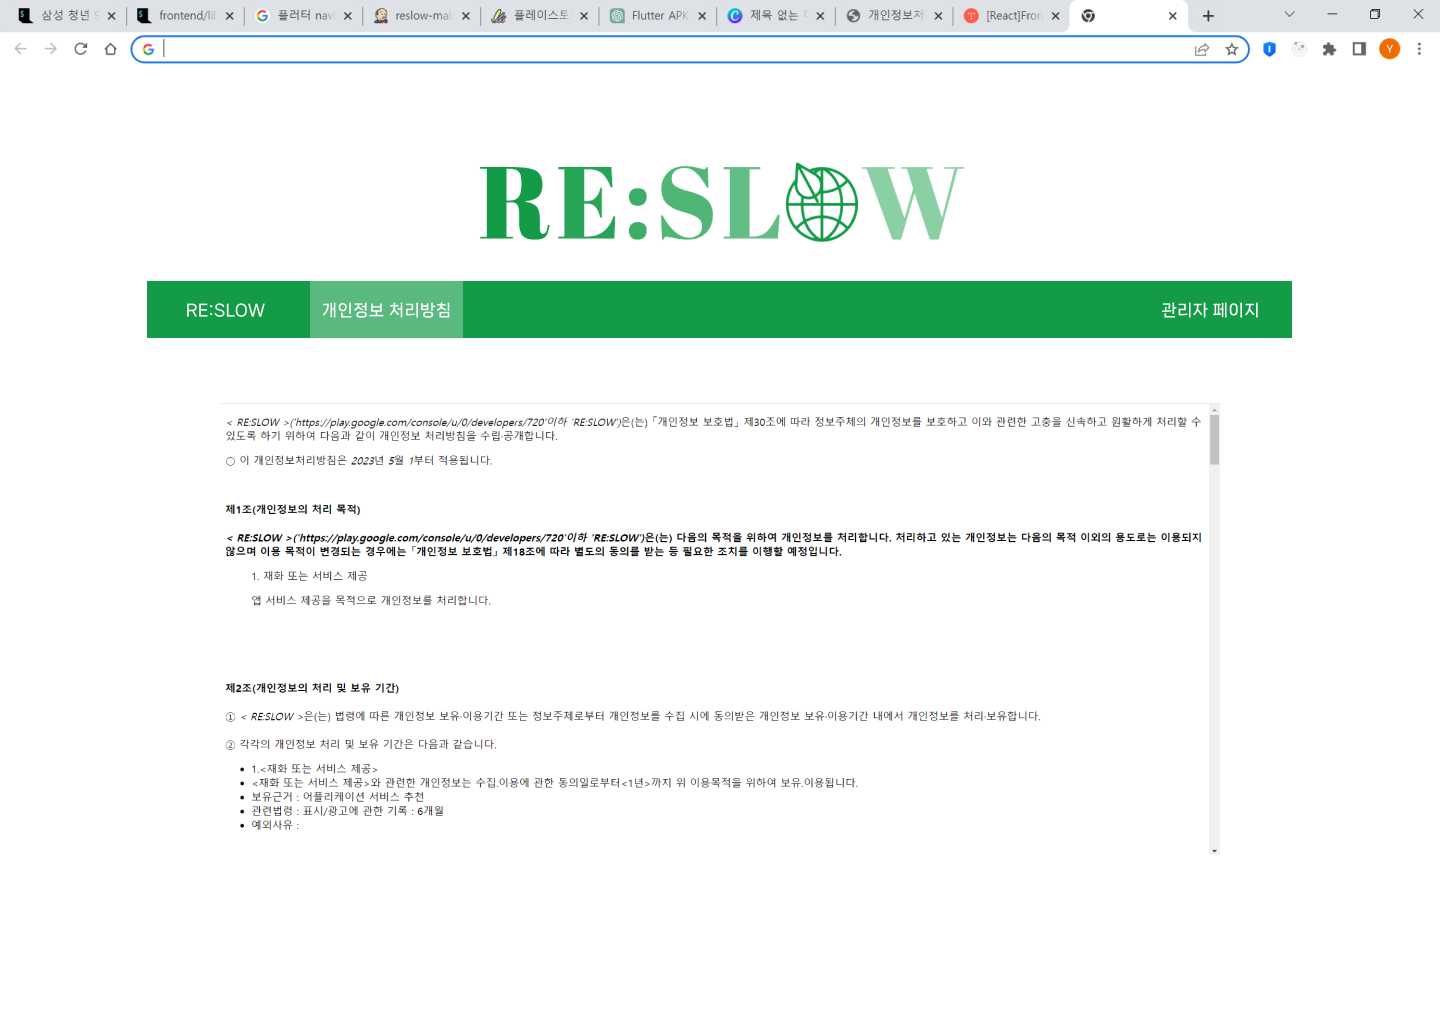 삼성 청년 S
frontend/lib
플러터 navi
reslow-mai
플레이스토
Flutter APK
제목 없는
개인정보처
[React]Fron
Y
RE:SLOW
RE:SLOW
개인정보 처리방침
관리자 페이지
< RE:SLOW >('https://play.google.com/console/u/0/developers/720'이하 'RE:SLOW')은(는) 「개인정보 보호법」 제30조에 따라 정보주체의 개인정보를 보호하고 이와 관련한 고충을 신속하고 원활하게 처리할 수
있도록 하기 위하여 다음과 같이 개인정보 처리방침을 수립·공개합니다.
○ 이 개인정보처리방침은 2023년 5월 1부터 적용됩니다.
제1조(개인정보의 처리 목적)
< RE:SLOW >('https://play.google.com/console/u/0/developers/720'이하 'RE:SLOW')은(는) 다음의 목적을 위하여 개인정보를 처리합니다. 처리하고 있는 개인정보는 다음의 목적 이외의 용도로는 이용되지
않으며 이용 목적이 변경되는 경우에는 「개인정보 보호법」 제18조에 따라 별도의 동의를 받는 등 필요한 조치를 이행할 예정입니다.
1. 재화 또는 서비스 제공
앱 서비스 제공을 목적으로 개인정보를 처리합니다.
제2조(개인정보의 처리 및 보유 기간)
① < RE:SLOW >은(는) 법령에 따른 개인정보 보유·이용기간 또는 정보주체로부터 개인정보를 수집 시에 동의받은 개인정보 보유·이용기간 내에서 개인정보를 처리·보유합니다.
② 각각의 개인정보 처리 및 보유 기간은 다음과 같습니다.
• 1.<재화 또는 서비스 제공>
• <재화 또는 서비스 제공>와 관련한 개인정보는 수집.이용에 관한 동의일로부터<1년>까지 위 이용목적을 위하여 보유.이용됩니다.
• 보유근거 : 어플리케이션 서비스 추천
• 관련법령 : 표시/광고에 관한 기록 : 6개월
• 예외사유 :